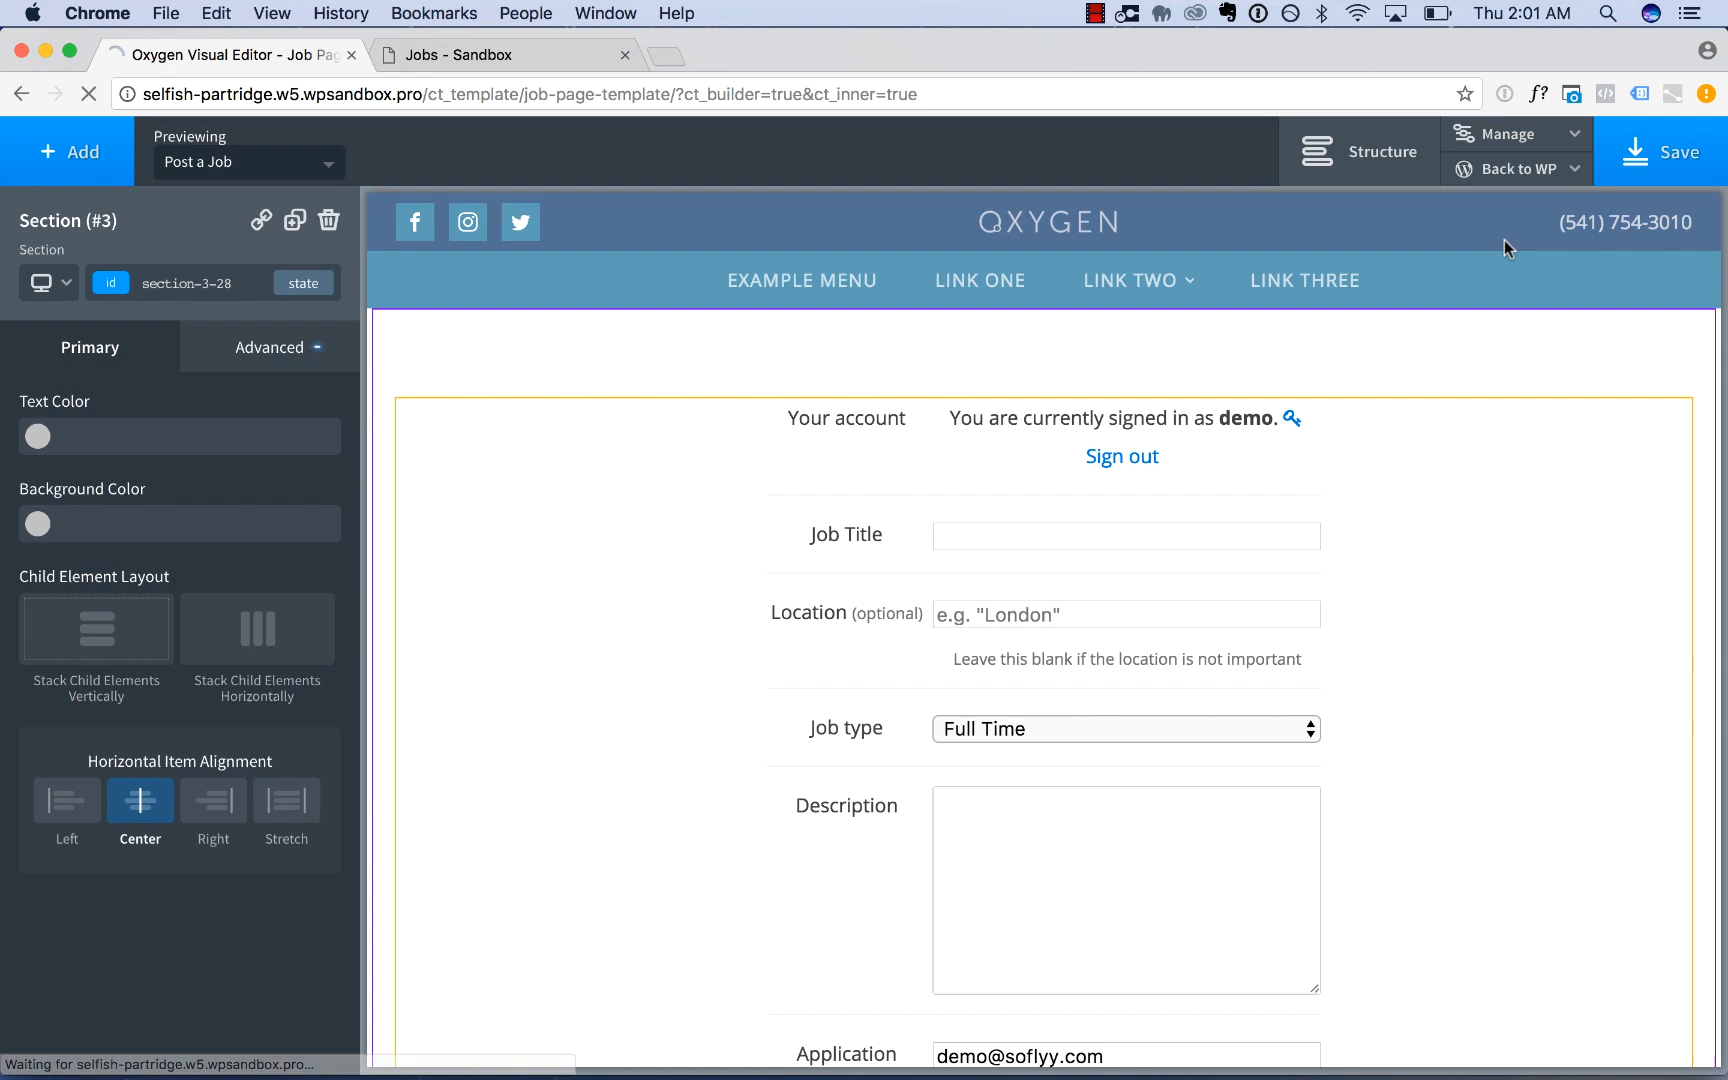 Chrome File Edit View History Bookmarks People Window Help Thu 2:01 AM
Oxygen Visual Editor - Job Pag Jobs - Sandbox
selfish-partridge.w5.wpsandbox.pro/ct_template/job-page-template/?ct_builder=true&ct_inner=true
f?
+ Add
Previewing
Post a Job
Structure
Manage
Back to WP
Save
Section (#3)
Section
id section-3-28 state
Primary Advanced
Text Color
Background Color
Child Element Layout
Stack Child Elements
Vertically
Stack Child Elements
Horizontally
Horizontal Item Alignment
Left Center Right Stretch
OXYGEN
(541) 754-3010
EXAMPLE MENU LINK ONE LINK TWO LINK THREE
Your account You are currently signed in as demo.
Sign out
Job Title
Location (optional) e.g. "London"
Leave this blank if the location is not important
Job type Full Time
Description
Application demo@soflyy.com
Waiting for selfish-partridge.w5.wpsandbox.pro...